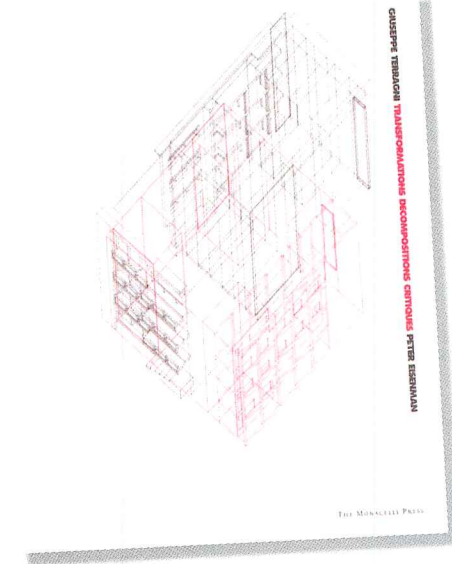 GIUSEPPE TERRAGNI TRANSFORMATIONS DECOMPOSITIONS CRITIQUES PETER EISENMAN
THE MONACELLI PRESS